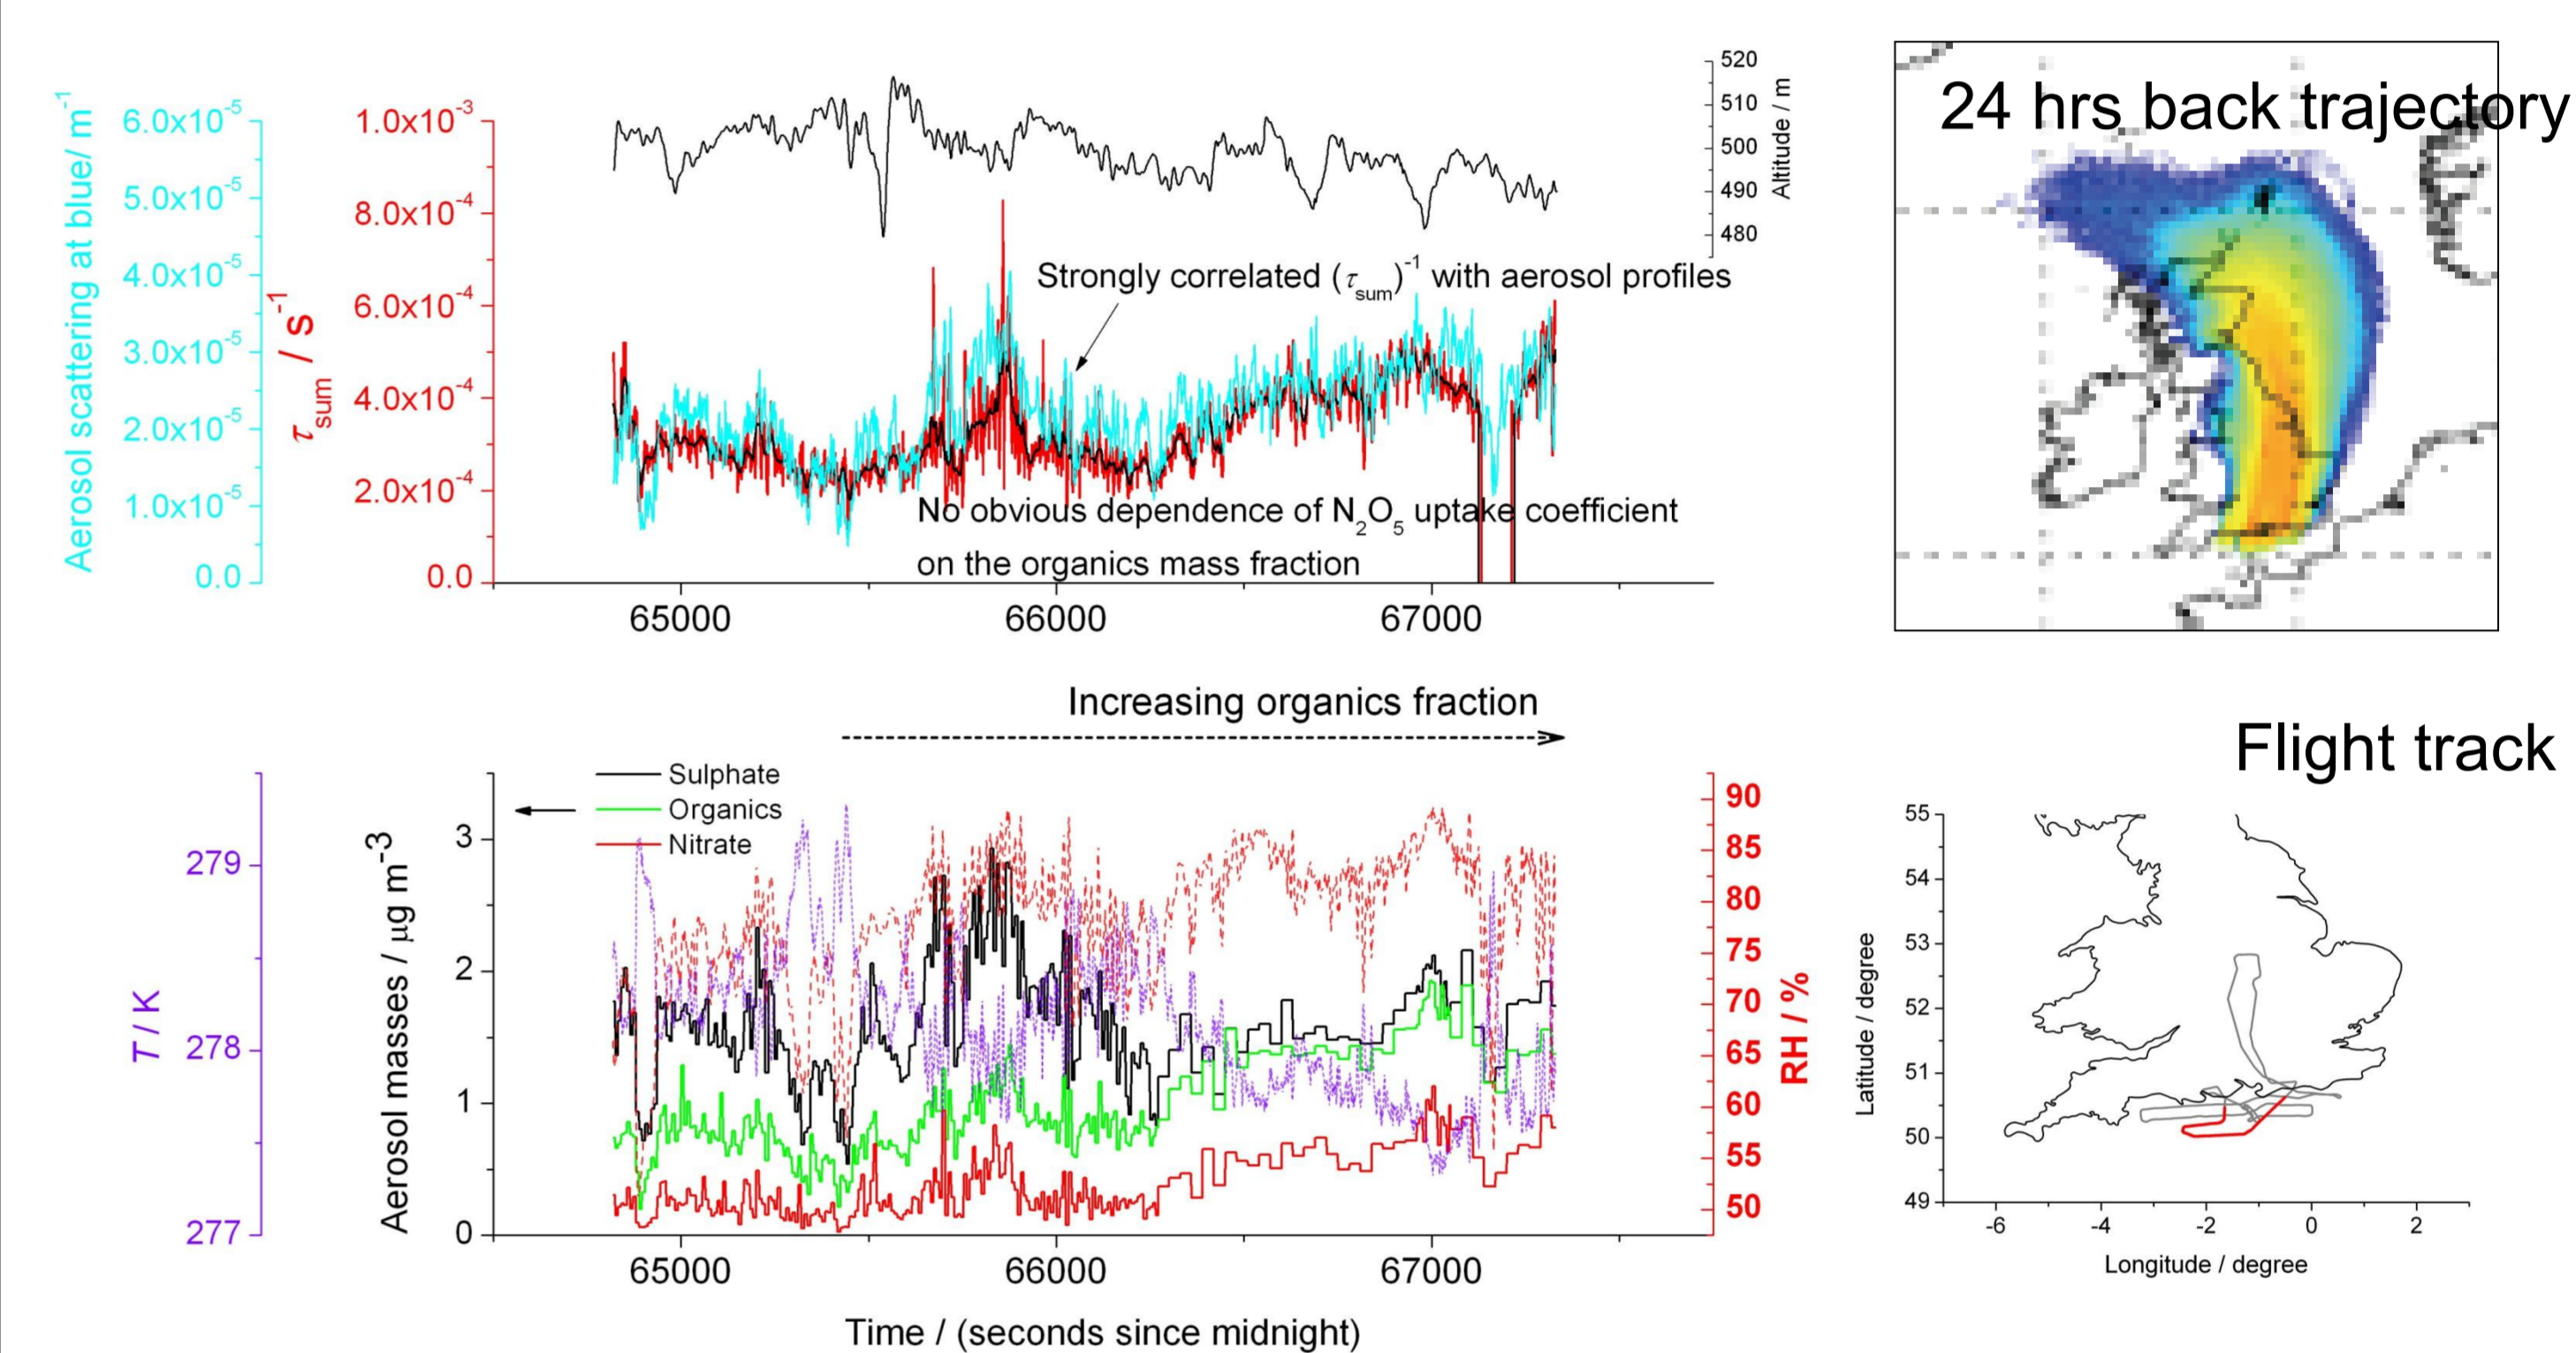 24 hrs back trajectory
520
510
500
490
480
Altitude / m
Aerosol scattering at blue/ m-1
6.0x10-5
5.0x10-5
4.0x10-5
3.0x10-5
2.0x10-5
1.0x10-5
0.0
τsum / s-1
1.0x10-3
8.0x10-4
6.0x10-4
4.0x10-4
2.0x10-4
0.0
Strongly correlated (τsum)-1 with aerosol profiles
No obvious dependence of N2O5 uptake coefficient
on the organics mass fraction
65000 66000 67000
Increasing organics fraction
Sulphate
Organics
Nitrate
T / K
279
278
277
Aerosol masses / μg m-3
3
2
1
0
90
85
80
75
70
65
60
55
50
RH / %
65000 66000 67000
Time / (seconds since midnight)
Flight track
Latitude / degree
55
54
53
52
51
50
49
-6 -4 -2 0 2
Longitude / degree